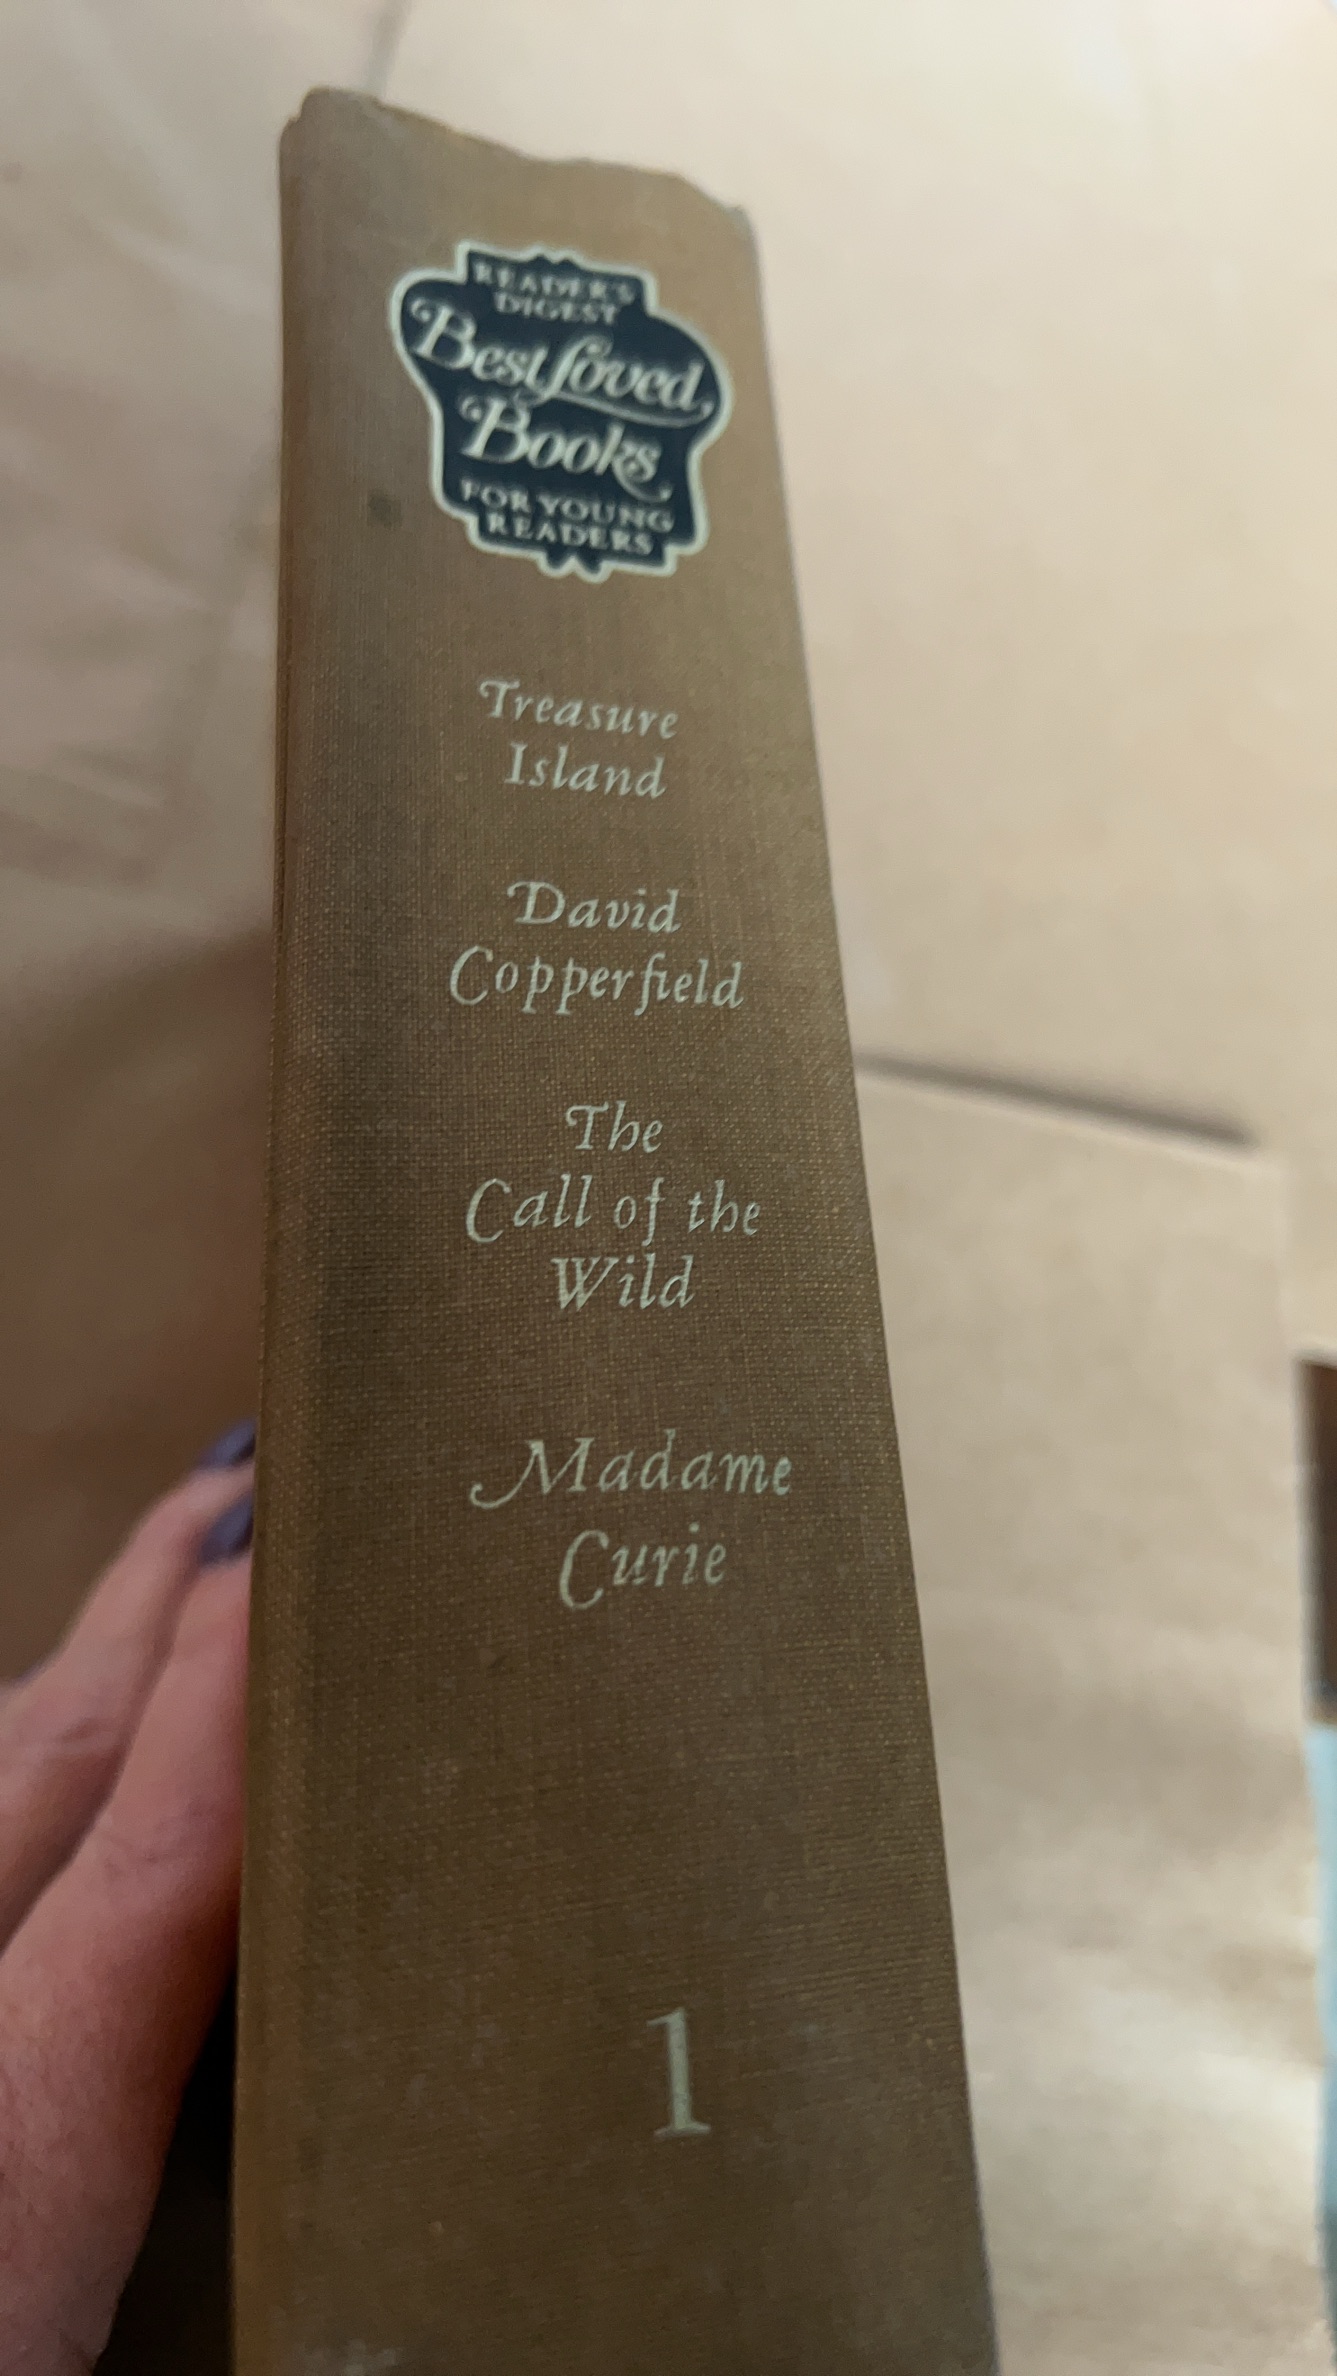 READER'S
DIGEST
Best Loved
Books
FOR YOUNG
READERS
Treasure
Island
David
Copperfield
The
Call of the
Wild
Madame
Curie
1